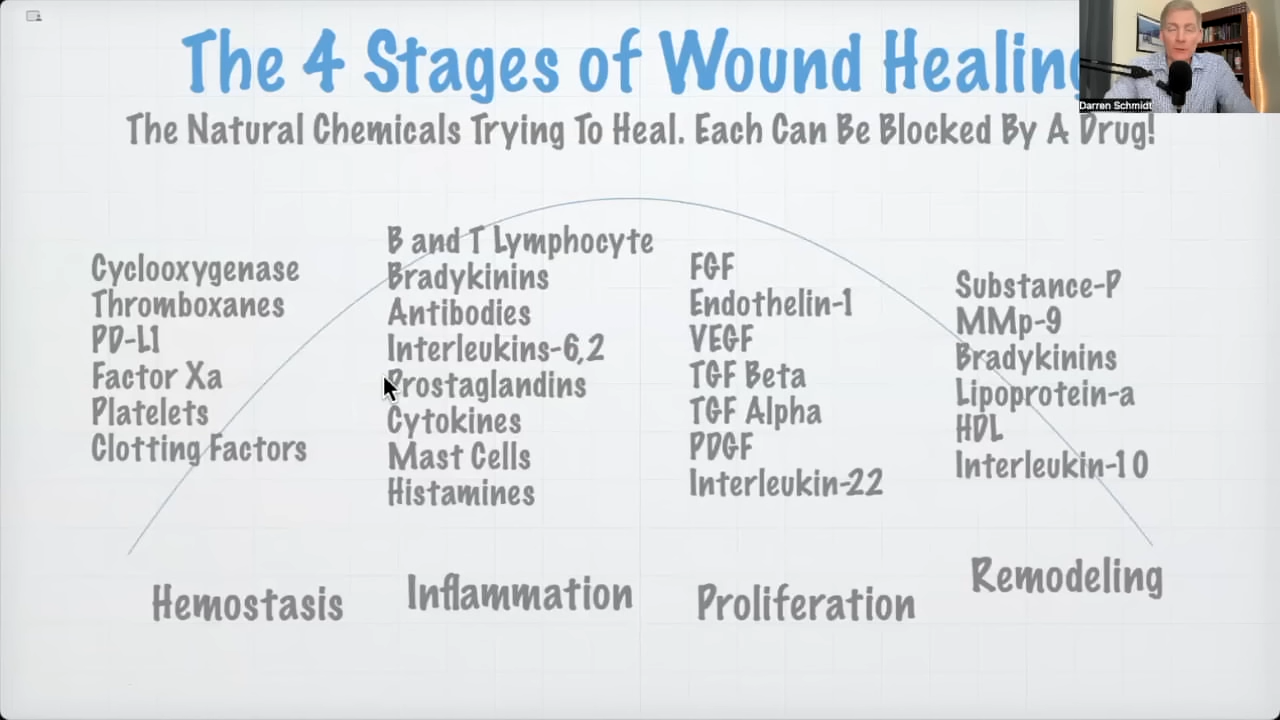 The 4 Stages of Wound Healing
Darren Schmidt
The Natural Chemicals Trying To Heal. Each Can Be Blocked By A Drug!
Cyclooxygenase
Thromboxanes
PD-L1
Factor Xa
Platelets
Clotting Factors
Hemostasis
B and T Lymphocyte
Bradykinins
Antibodies
Interleukins-6,2
Prostaglandins
Cytokines
Mast Cells
Histamines
Inflammation
FGF
Endothelin-1
VEGF
TGF Beta
TGF Alpha
PDGF
Interleukin-22
Proliferation
Substance-P
MMp-9
Bradykinins
Lipoprotein-a
HDL
Interleukin-10
Remodeling